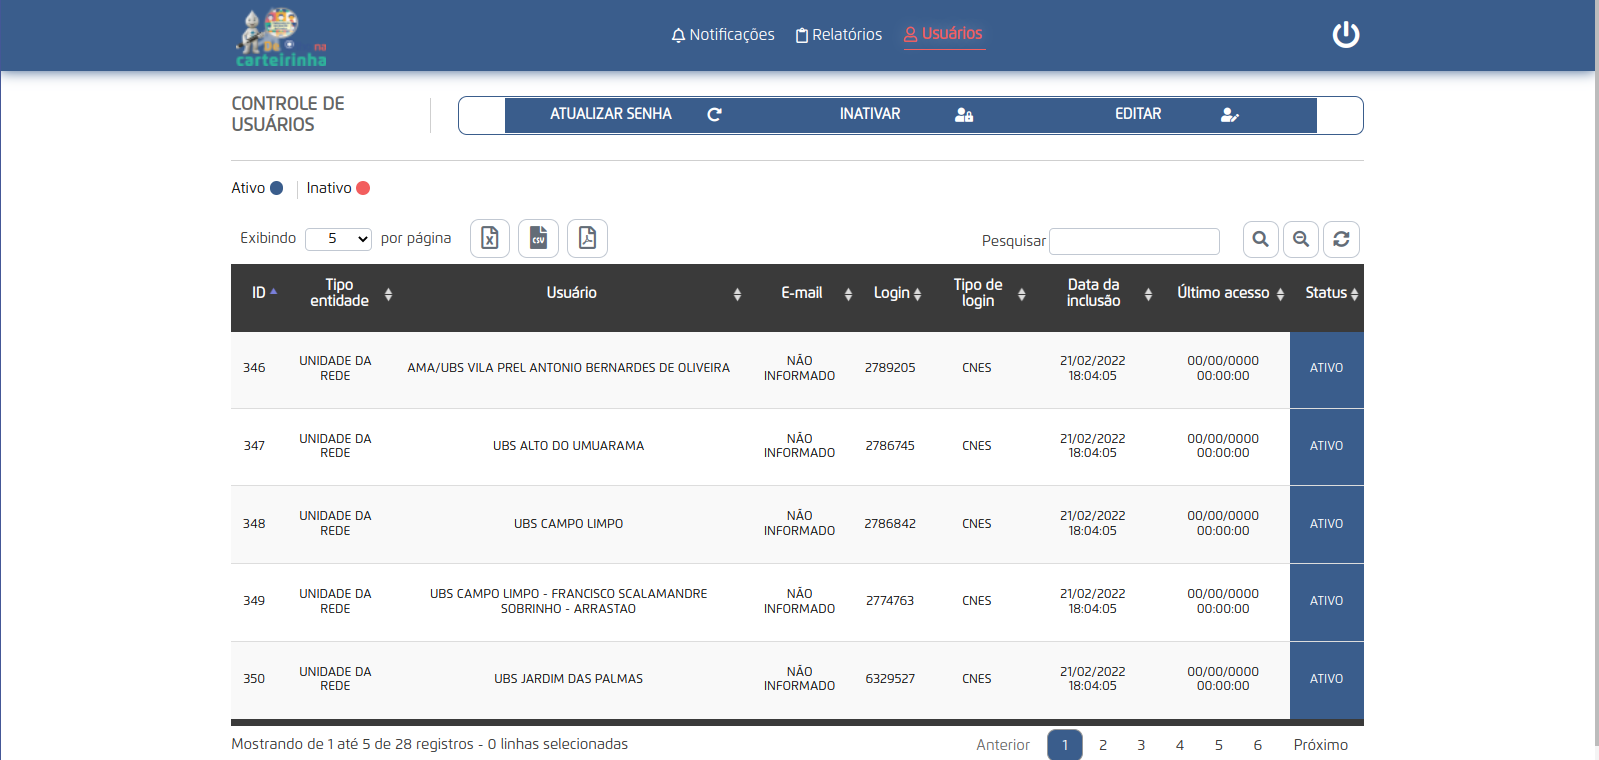 na
carteirinha
Notificações Relatórios Usuários
CONTROLE DE
USUÁRIOS
ATUALIZAR SENHA INATIVAR EDITAR
Ativo Inativo
Exibindo 5 por página CSV Pesquisar
ID Tipo entidade Usuário E-mail Login Tipo de login Data da inclusão Último acesso Status
346 UNIDADE DA REDE AMA/UBS VILA PREL ANTONIO BERNARDES DE OLIVEIRA NÃO INFORMADO 2789205 CNES 21/02/2022 18:04:05 00/00/0000 00:00:00 ATIVO
347 UNIDADE DA REDE UBS ALTO DO UMUARAMA NÃO INFORMADO 2786745 CNES 21/02/2022 18:04:05 00/00/0000 00:00:00 ATIVO
348 UNIDADE DA REDE UBS CAMPO LIMPO NÃO INFORMADO 2786842 CNES 21/02/2022 18:04:05 00/00/0000 00:00:00 ATIVO
349 UNIDADE DA REDE UBS CAMPO LIMPO - FRANCISCO SCALAMANDRE SOBRINHO - ARRASTAO NÃO INFORMADO 2774763 CNES 21/02/2022 18:04:05 00/00/0000 00:00:00 ATIVO
350 UNIDADE DA REDE UBS JARDIM DAS PALMAS NÃO INFORMADO 6329527 CNES 21/02/2022 18:04:05 00/00/0000 00:00:00 ATIVO
Mostrando de 1 até 5 de 28 registros - 0 linhas selecionadas Anterior 1 2 3 4 5 6 Próximo